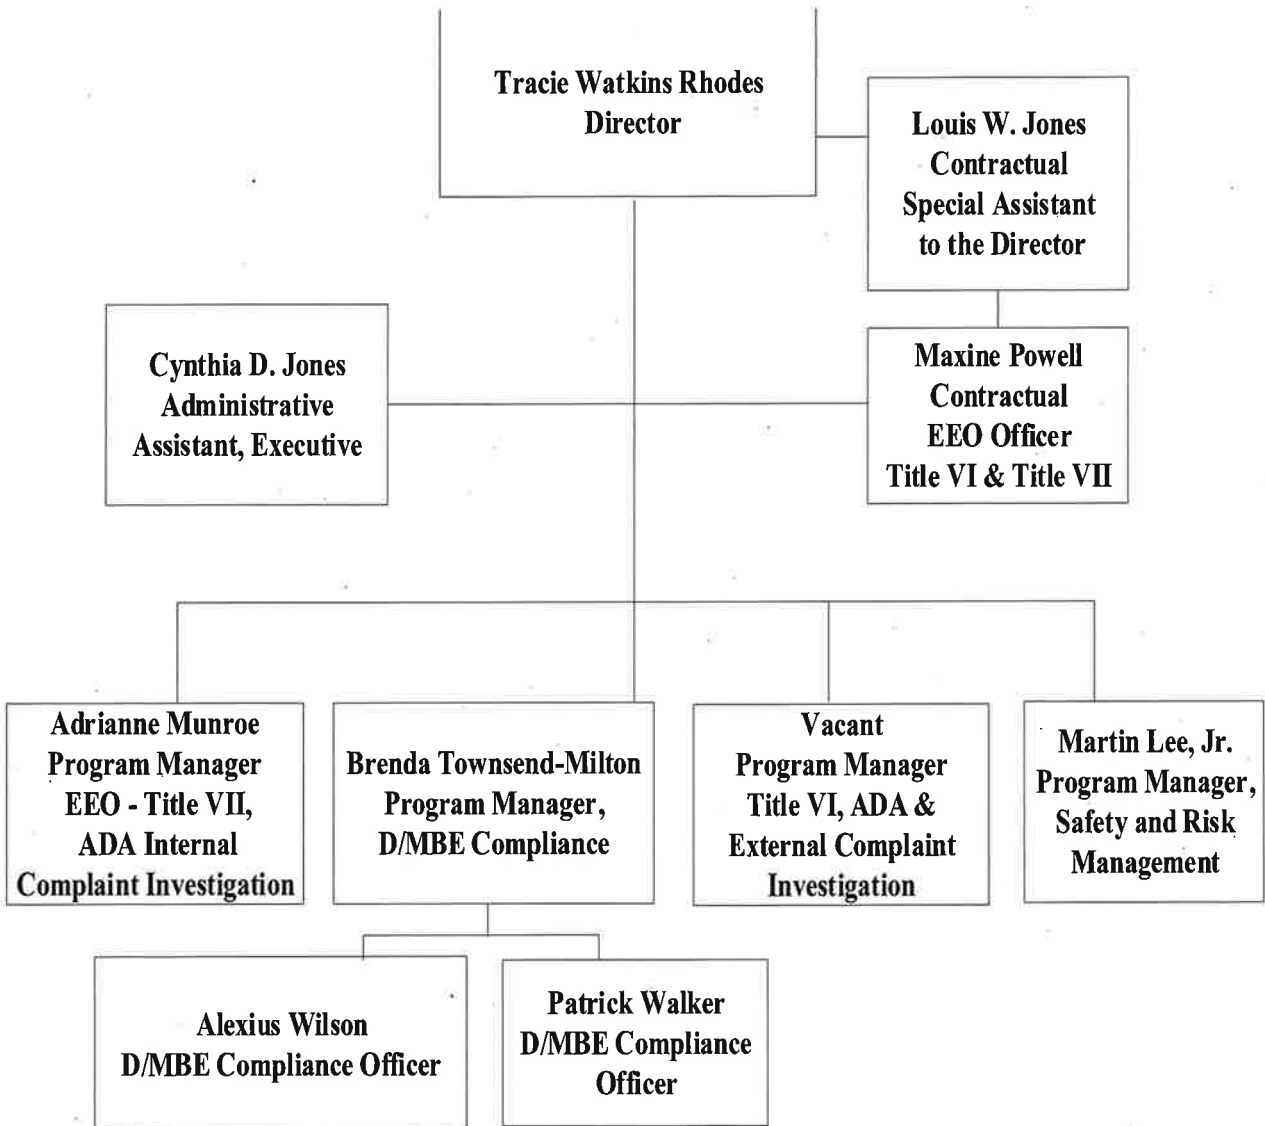 Tracie Watkins Rhodes
Director
Louis W. Jones
Contractual
Special Assistant
to the Director
Cynthia D. Jones
Administrative
Assistant, Executive
Maxine Powell
Contractual
EEO Officer
Title VI & Title VII
Adrianne Munroe
Program Manager
EEO - Title VII,
ADA Internal
Complaint Investigation
Brenda Townsend-Milton
Program Manager,
D/MBE Compliance
Vacant
Program Manager
Title VI, ADA &
External Complaint
Investigation
Martin Lee, Jr.
Program Manager,
Safety and Risk
Management
Alexius Wilson
D/MBE Compliance Officer
Patrick Walker
D/MBE Compliance
Officer